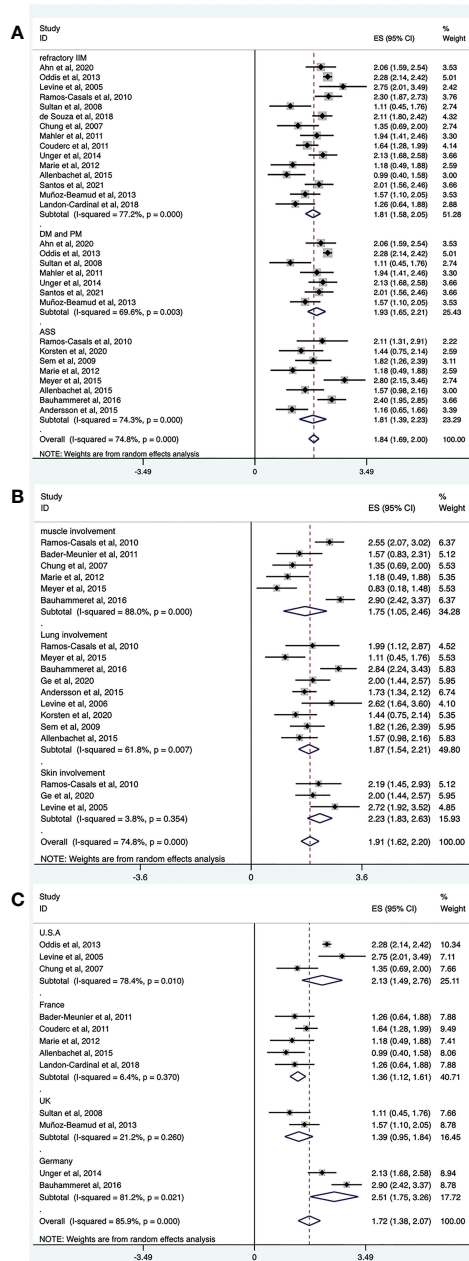 A
Study %
ID ES (95% CI) Weight
refractory IIM
Ahn et al, 2020 2.06 (1.59, 2.54) 3.53
Oddis et al, 2013 2.28 (2.14, 2.42) 5.01
Levine et al, 2005 2.75 (2.01, 3.49) 2.42
Ramos-Casals et al, 2010 2.30 (1.87, 2.73) 3.76
Sultan et al, 2008 1.11 (0.45, 1.76) 2.74
de Souza et al, 2018 2.11 (1.80, 2.42) 4.32
Chung et al, 2007 1.35 (0.69, 2.00) 2.74
Mahler et al, 2011 1.94 (1.41, 2.46) 3.30
Couderc et al, 2011 1.64 (1.28, 1.99) 4.14
Unger et al, 2014 2.13 (1.68, 2.58) 3.66
Marie et al, 2012 1.18 (0.49, 1.88) 2.59
Allenbachet al, 2015 0.99 (0.40, 1.58) 3.02
Santos et al, 2021 2.01 (1.56, 2.46) 3.66
Muñoz-Beamud et al, 2013 1.57 (1.10, 2.05) 3.53
Landon-Cardinal et al, 2018 1.26 (0.64, 1.88) 2.88
Subtotal (I-squared = 77.2%, p = 0.000) 1.81 (1.58, 2.05) 51.28
.
DM and PM
Ahn et al, 2020 2.06 (1.59, 2.54) 3.53
Oddis et al, 2013 2.28 (2.14, 2.42) 5.01
Sultan et al, 2008 1.11 (0.45, 1.76) 2.74
Mahler et al, 2011 1.94 (1.41, 2.46) 3.30
Unger et al, 2014 2.13 (1.68, 2.58) 3.66
Santos et al, 2021 2.01 (1.56, 2.46) 3.66
Muñoz-Beamud et al, 2013 1.57 (1.10, 2.05) 3.53
Subtotal (I-squared = 69.6%, p = 0.003) 1.93 (1.65, 2.21) 25.43
.
ASS
Ramos-Casals et al, 2010 2.11 (1.31, 2.91) 2.22
Korsten et al, 2020 1.44 (0.75, 2.14) 2.59
Sem et al, 2009 1.82 (1.26, 2.39) 3.11
Marie et al, 2012 1.18 (0.49, 1.88) 2.59
Meyer et al, 2015 2.80 (2.15, 3.46) 2.74
Allenbachet al, 2015 1.57 (0.98, 2.16) 3.02
Bauhammeret et al, 2016 2.40 (1.95, 2.85) 3.66
Andersson et al, 2015 1.16 (0.65, 1.66) 3.39
Subtotal (I-squared = 74.3%, p = 0.000) 1.81 (1.39, 2.23) 23.29
.
Overall (I-squared = 74.8%, p = 0.000) 1.84 (1.69, 2.00) 100.00
NOTE: Weights are from random effects analysis
-3.49 0 3.49
B
Study %
ID ES (95% CI) Weight
muscle involvement
Ramos-Casals et al, 2010 2.55 (2.07, 3.02) 6.37
Bader-Meunier et al, 2011 1.57 (0.83, 2.31) 5.12
Chung et al, 2007 1.35 (0.69, 2.00) 5.53
Marie et al, 2012 1.18 (0.49, 1.88) 5.35
Meyer et al, 2015 0.83 (0.18, 1.48) 5.53
Bauhammeret et al, 2016 2.90 (2.42, 3.37) 6.37
Subtotal (I-squared = 88.0%, p = 0.000) 1.75 (1.05, 2.46) 34.28
.
Lung involvement
Ramos-Casals et al, 2010 1.99 (1.12, 2.87) 4.52
Meyer et al, 2015 1.11 (0.45, 1.76) 5.53
Bauhammeret et al, 2016 2.84 (2.24, 3.43) 5.83
Ge et al, 2020 2.00 (1.44, 2.57) 5.95
Andersson et al, 2015 1.73 (1.34, 2.12) 6.74
Levine et al, 2006 2.62 (1.64, 3.60) 4.10
Korsten et al, 2020 1.44 (0.75, 2.14) 5.35
Sem et al, 2009 1.82 (1.26, 2.39) 5.95
Allenbachet al, 2015 1.57 (0.98, 2.16) 5.83
Subtotal (I-squared = 61.8%, p = 0.007) 1.87 (1.54, 2.21) 49.80
.
Skin involvement
Ramos-Casals et al, 2010 2.19 (1.45, 2.93) 5.12
Ge et al, 2020 2.00 (1.44, 2.57) 5.95
Levine et al, 2005 2.72 (1.92, 3.52) 4.85
Subtotal (I-squared = 3.8%, p = 0.354) 2.23 (1.83, 2.63) 15.93
.
Overall (I-squared = 74.8%, p = 0.000) 1.91 (1.62, 2.20) 100.00
NOTE: Weights are from random effects analysis
-3.6 0 3.6
C
Study %
ID ES (95% CI) Weight
U.S.A
Oddis et al, 2013 2.28 (2.14, 2.42) 10.34
Levine et al, 2005 2.75 (2.01, 3.49) 7.11
Chung et al, 2007 1.35 (0.69, 2.00) 7.66
Subtotal (I-squared = 78.4%, p = 0.010) 2.13 (1.49, 2.76) 25.11
.
France
Bader-Meunier et al, 2011 1.26 (0.64, 1.88) 7.88
Couderc et al, 2011 1.64 (1.28, 1.99) 9.49
Marie et al, 2012 1.18 (0.49, 1.88) 7.41
Allenbachet al, 2015 0.99 (0.40, 1.58) 8.06
Landon-Cardinal et al, 2018 1.26 (0.64, 1.88) 7.88
Subtotal (I-squared = 6.4%, p = 0.370) 1.36 (1.12, 1.61) 40.71
.
UK
Sultan et al, 2008 1.11 (0.45, 1.76) 7.66
Muñoz-Beamud et al, 2013 1.57 (1.10, 2.05) 8.78
Subtotal (I-squared = 21.2%, p = 0.260) 1.39 (0.95, 1.84) 16.45
.
Germany
Unger et al, 2014 2.13 (1.68, 2.58) 8.94
Bauhammeret al, 2016 2.90 (2.42, 3.37) 8.78
Subtotal (I-squared = 81.2%, p = 0.021) 2.51 (1.75, 3.26) 17.72
.
Overall (I-squared = 85.9%, p = 0.000) 1.72 (1.38, 2.07) 100.00
NOTE: Weights are from random effects analysis
-3.49 0 3.49